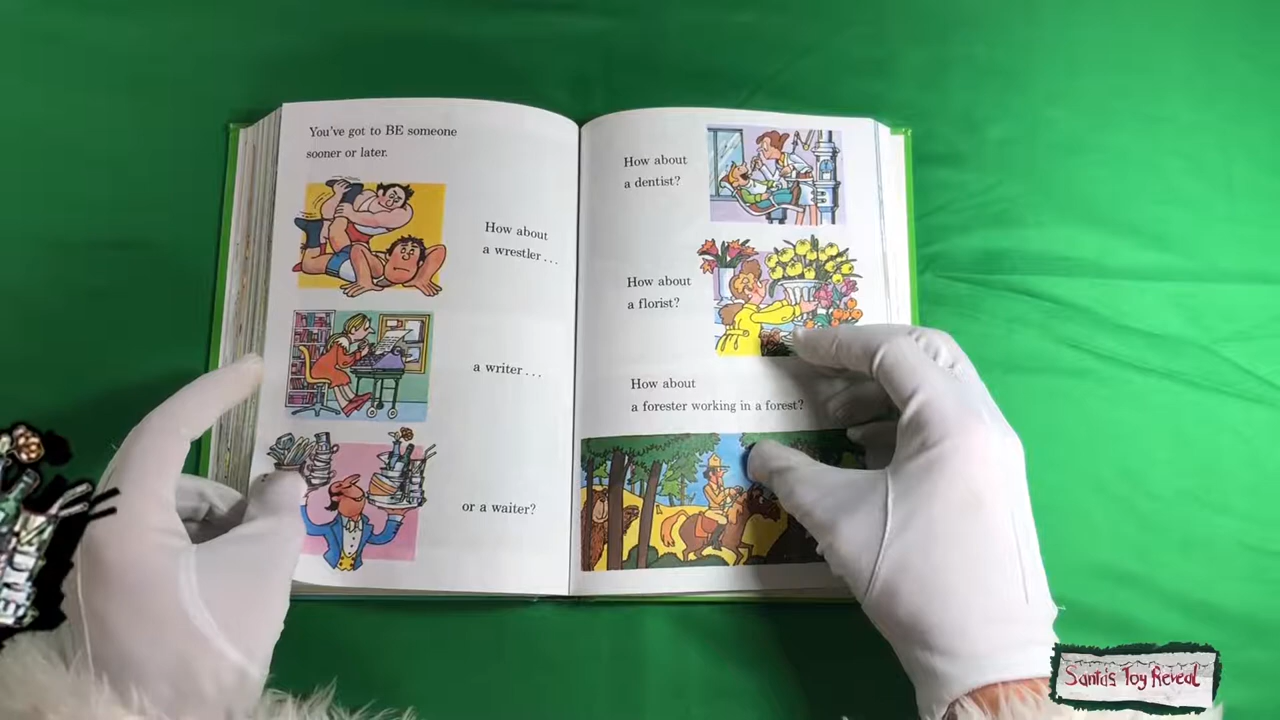 You've got to BE someone
sooner or later.
How about
a wrestler . . .
a writer . . .
or a waiter?
How about
a dentist?
How about
a florist?
How about
a forester working in a forest?
Santa's Toy Reveal